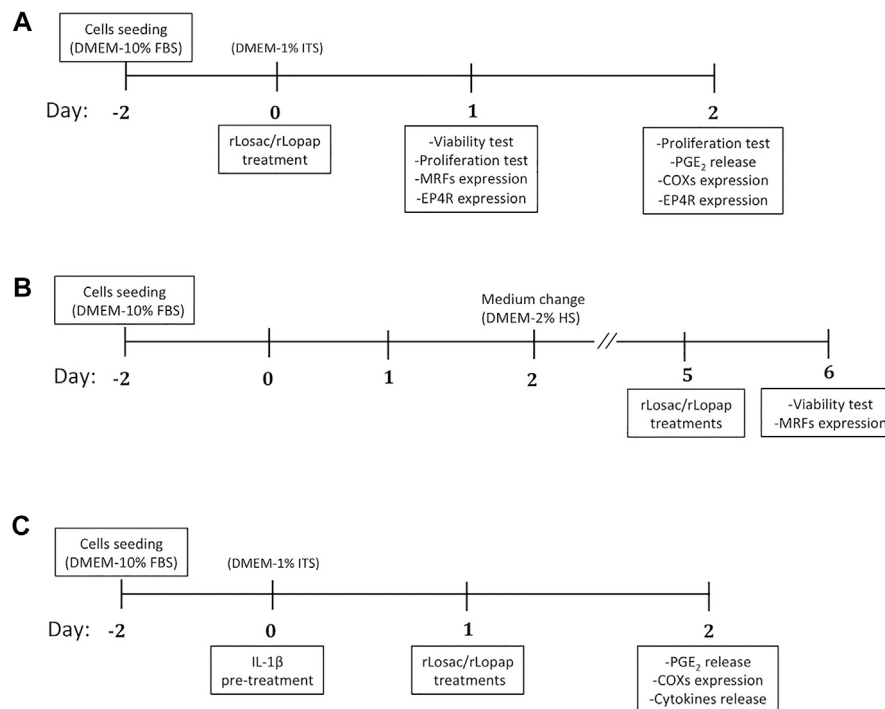 A
Cells seeding
(DMEM-10% FBS)
(DMEM-1% ITS)
Day: -2 0 1 2
rLosac/rLopap
treatment
-Viability test
-Proliferation test
-MRFs expression
-EP4R expression
-Proliferation test
-PGE₂ release
-COXs expression
-EP4R expression
B
Cells seeding
(DMEM-10% FBS)
Medium change
(DMEM-2% HS)
//
Day: -2 0 1 2 5 6
rLosac/rLopap
treatments
-Viability test
-MRFs expression
C
Cells seeding
(DMEM-10% FBS)
(DMEM-1% ITS)
Day: -2 0 1 2
IL-1β
pre-treatment
rLosac/rLopap
treatments
-PGE₂ release
-COXs expression
-Cytokines release